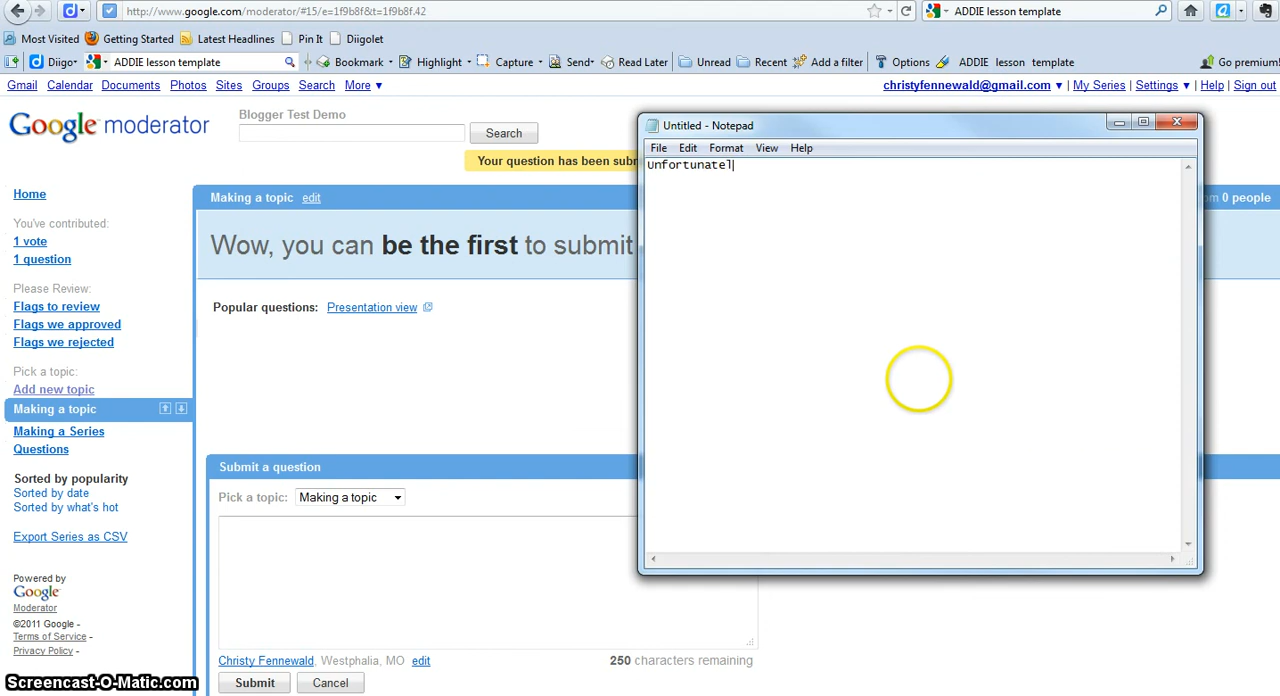 http://www.google.com/moderator/#15/e=1f9b8f&t=1f9b8f.42
ADDIE lesson template
Most Visited Getting Started Latest Headlines Pin It Diigolet
Diigo ADDIE lesson template Bookmark Highlight Capture Send Read Later Unread Recent Add a filter Options ADDIE lesson template Go premium!
Gmail Calendar Documents Photos Sites Groups Search More ▼
christyfennewald@gmail.com ▼ | My Series | Settings ▼ | Help | Sign out
Google moderator
Blogger Test Demo
Search
Your question has been subm
Home
You've contributed:
1 vote
1 question
Please Review:
Flags to review
Flags we approved
Flags we rejected
Pick a topic:
Add new topic
Making a topic
Making a Series
Questions
Sorted by popularity
Sorted by date
Sorted by what's hot
Export Series as CSV
Powered by
Google
Moderator
©2011 Google -
Terms of Service -
Privacy Policy -
Making a topic edit
om 0 people
Wow, you can be the first to submit
Popular questions: Presentation view
Submit a question
Pick a topic: Making a topic
Christy Fennewald, Westphalia, MO edit
250 characters remaining
Submit Cancel
Untitled - Notepad
File Edit Format View Help
Unfortunatel
Screencast-O-Matic.com